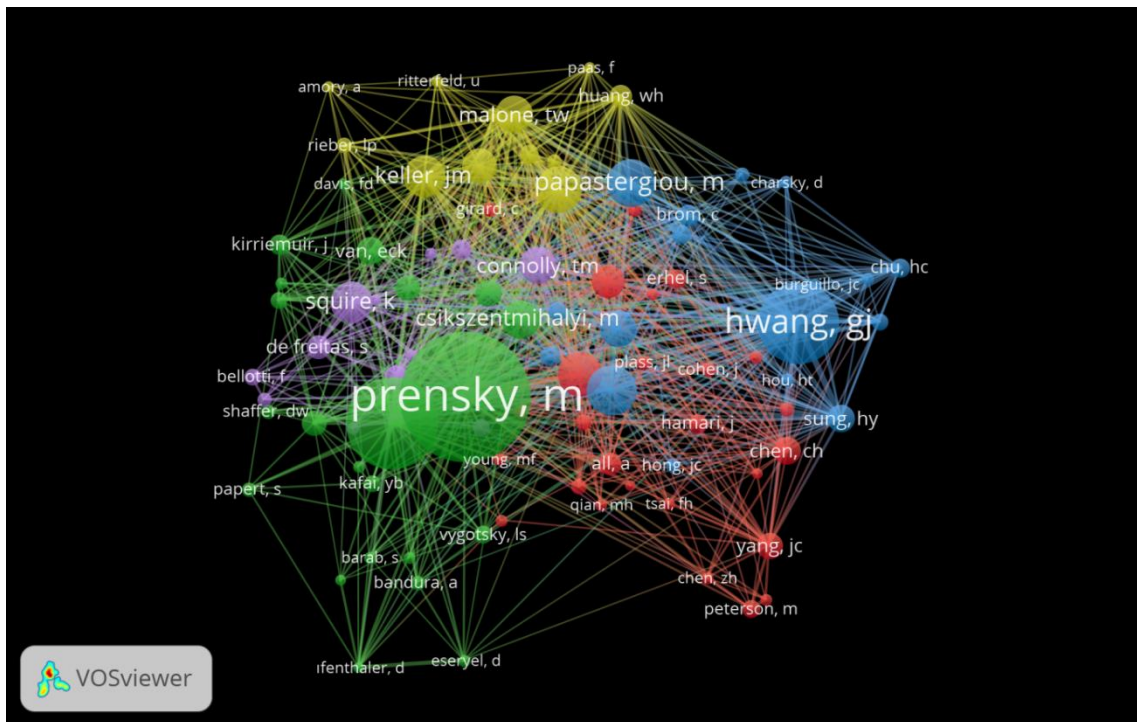 paas, f
ritterfeld, u
amory, a
huang, wh
malone, tw
rieber, lp
keller, jm
davis, fd
papastergiou, m
charsky, d
girard, c
brom, c
kirriemuir, j
van, eck
connolly, tm
chu, hc
erhel, s
burguillo, jc
squire, k
csikszentmihalyi, m
hwang, gj
de freitas, s
plass, jl
cohen, j
bellotti, f
hou, ht
prensky, m
shaffer, dw
sung, hy
hamari, j
chen, ch
young, mf
all, a
hong, jc
papert, s
kafai, yb
qian, mh
tsai, fh
vygotsky, ls
yang, jc
barab, s
bandura, a
chen, zh
peterson, m
eseryel, d
ifenthaler, d
VOSviewer